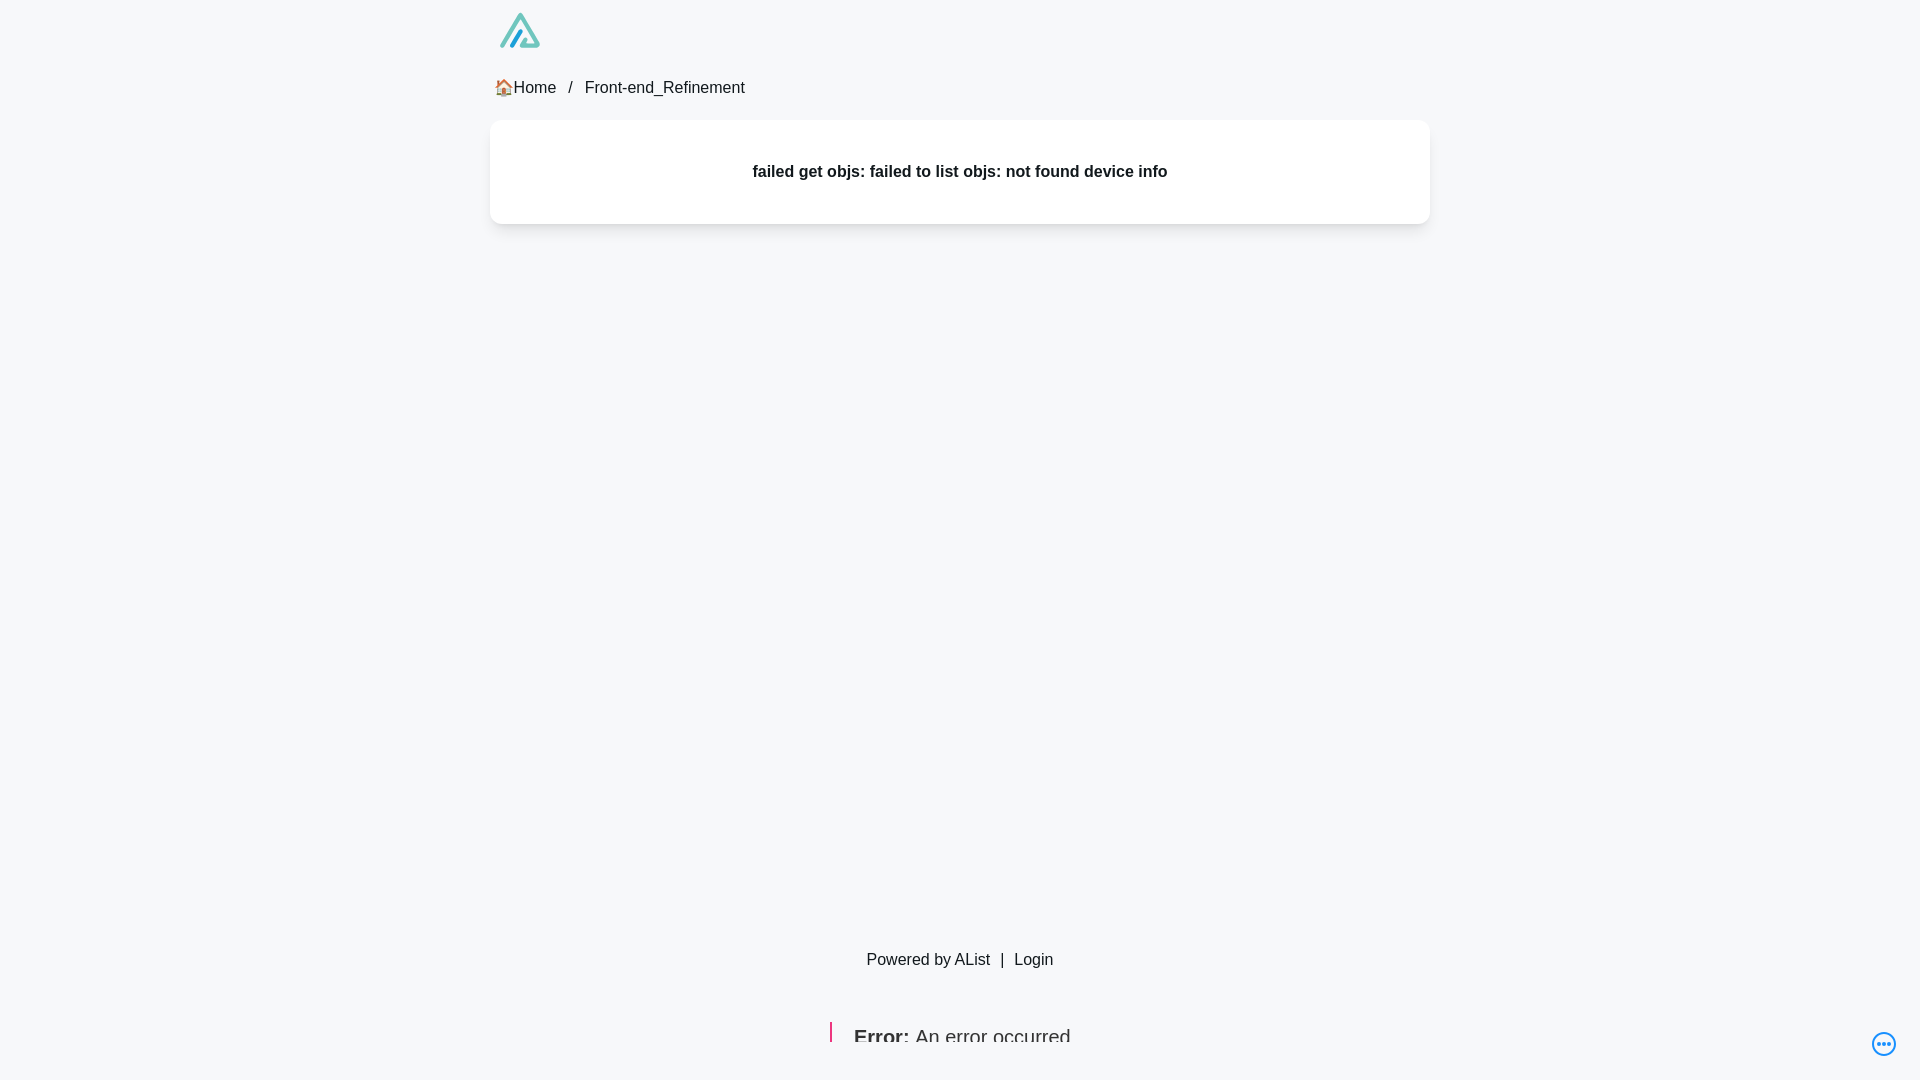 🏠Home / Front-end_Refinement
failed get objs: failed to list objs: not found device info
Powered by AList | Login
Error: An error occurred